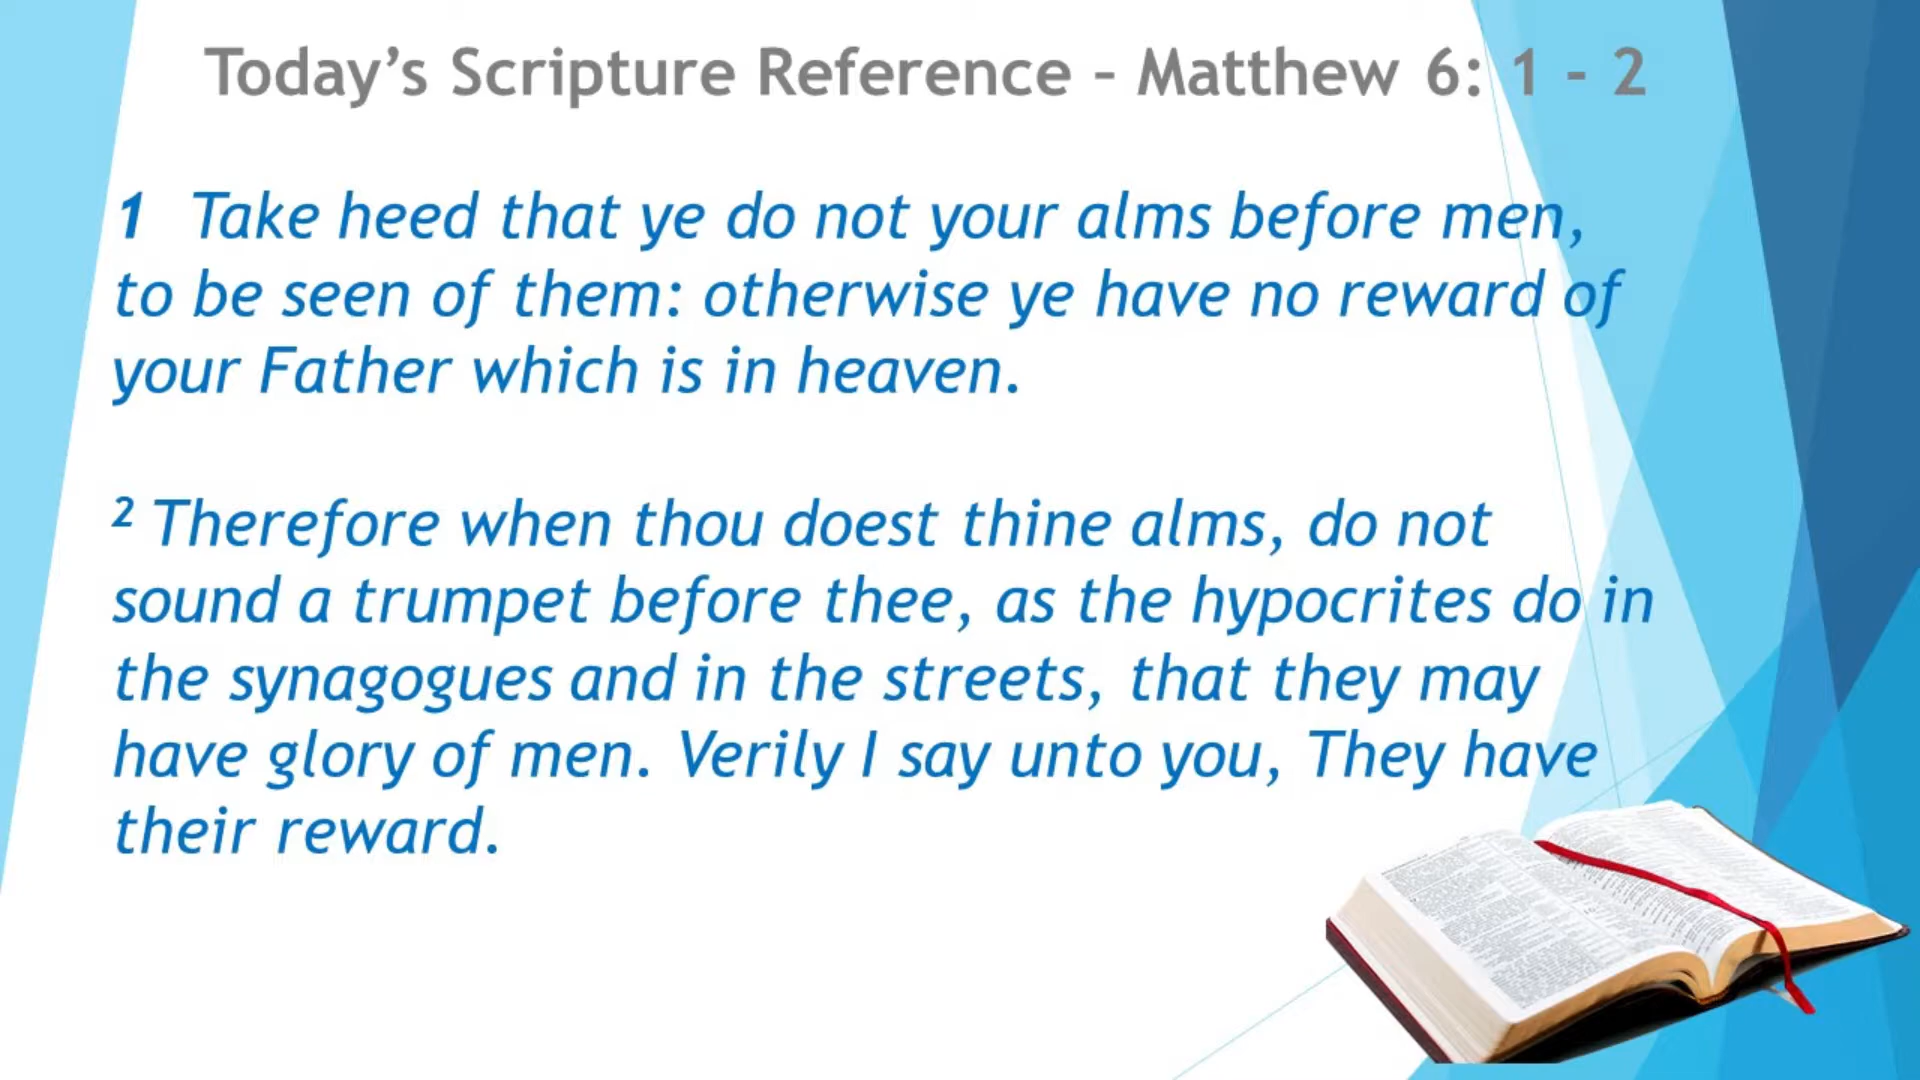 Today’s Scripture Reference – Matthew 6: 1 - 2
1 Take heed that ye do not your alms before men,
to be seen of them: otherwise ye have no reward of
your Father which is in heaven.
2 Therefore when thou doest thine alms, do not
sound a trumpet before thee, as the hypocrites do in
the synagogues and in the streets, that they may
have glory of men. Verily I say unto you, They have
their reward.